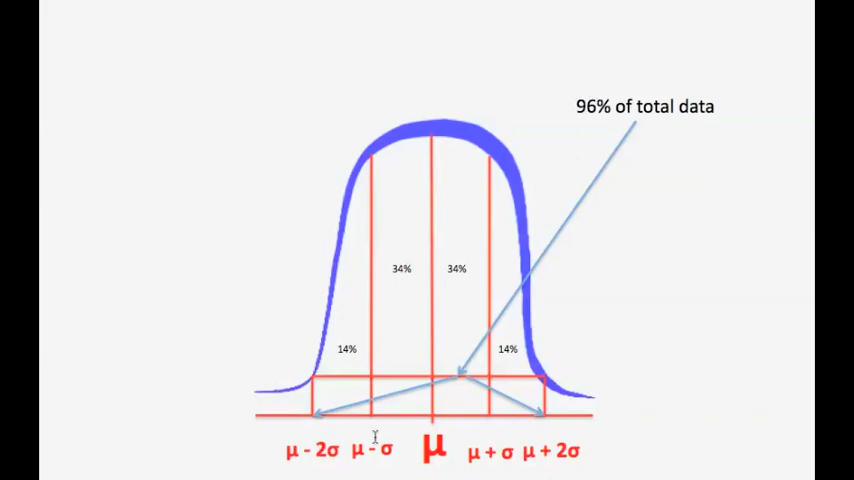 96% of total data
34% 34%
14% 14%
μ - 2σ μ - σ μ μ + σ μ + 2σ